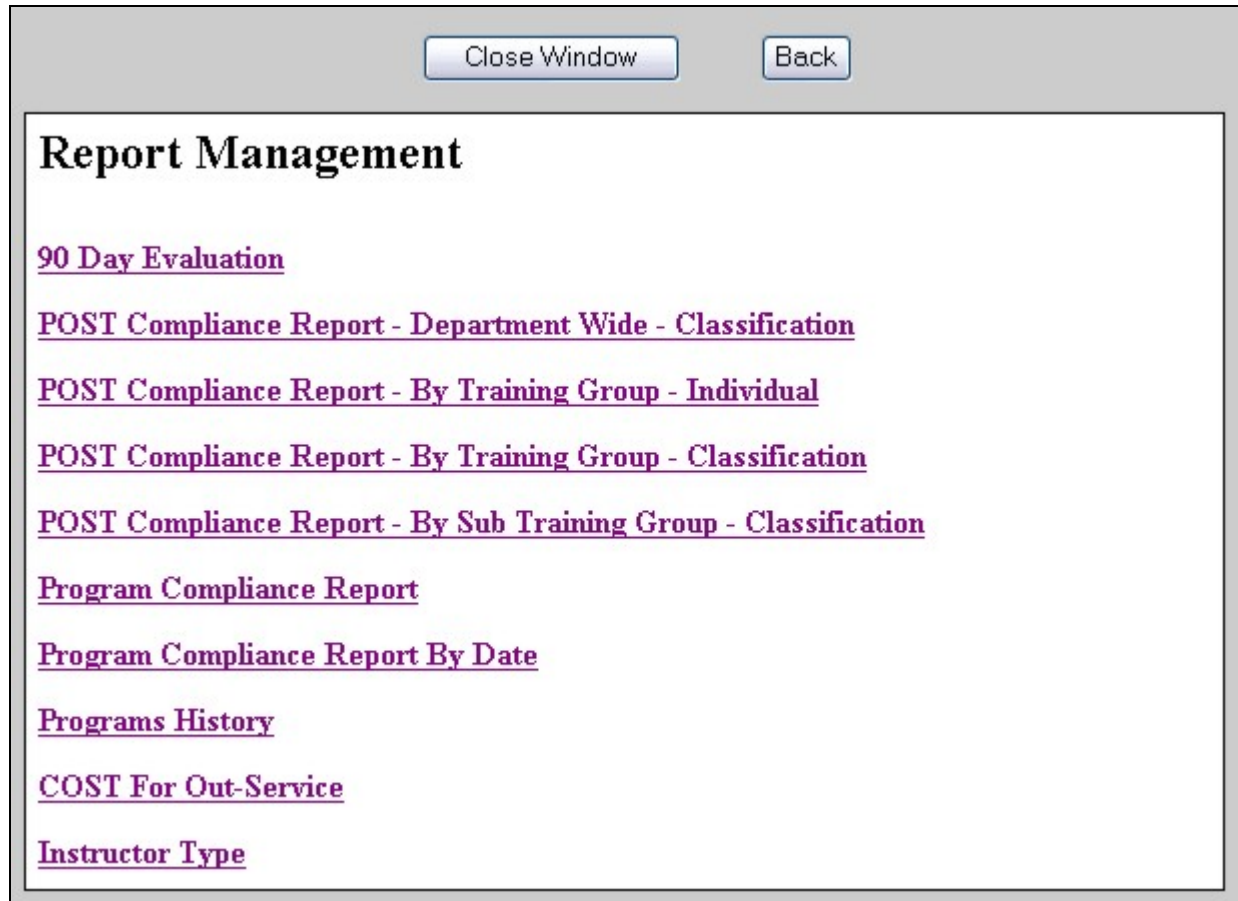 Close Window Back
Report Management
90 Day Evaluation
POST Compliance Report - Department Wide - Classification
POST Compliance Report - By Training Group - Individual
POST Compliance Report - By Training Group - Classification
POST Compliance Report - By Sub Training Group - Classification
Program Compliance Report
Program Compliance Report By Date
Programs History
COST For Out-Service
Instructor Type